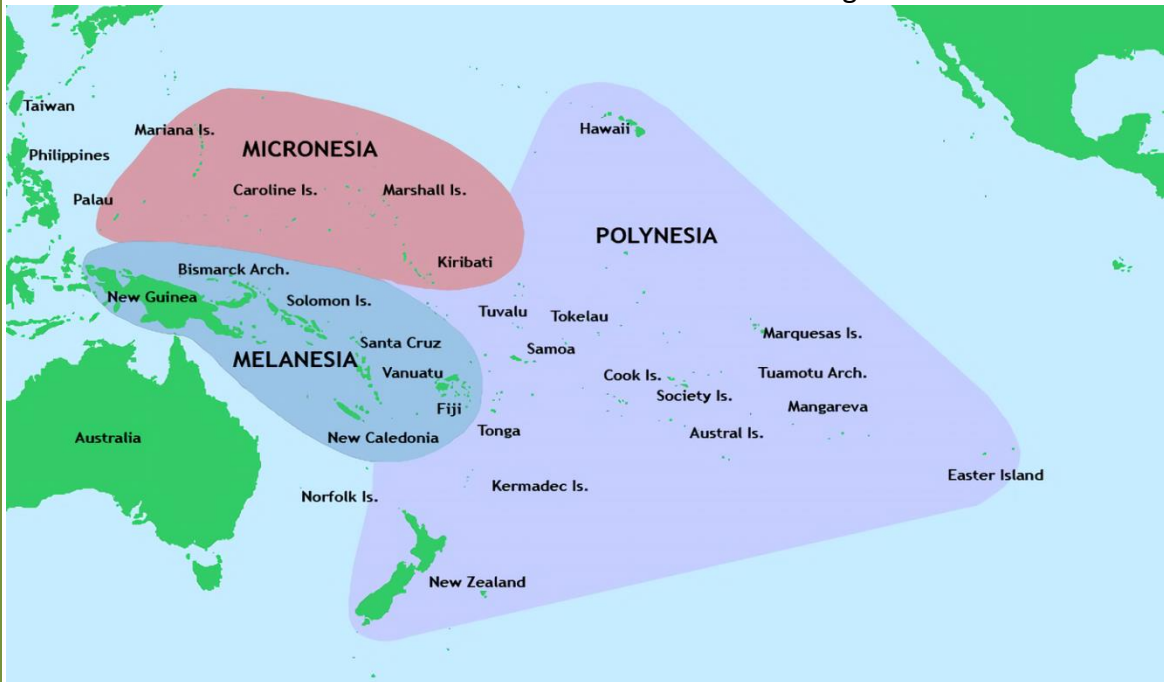 Taiwan
Mariana Is.
Hawaii
MICRONESIA
Philippines
Caroline Is.
Marshall Is.
Palau
POLYNESIA
Kiribati
Bismarck Arch.
New Guinea
Solomon Is.
Tuvalu
Tokelau
Marquesas Is.
Santa Cruz
Samoa
MELANESIA
Vanuatu
Cook Is.
Tuamotu Arch.
Society Is.
Fiji
Mangareva
Australia
New Caledonia
Tonga
Austral Is.
Easter Island
Norfolk Is.
Kermadec Is.
New Zealand